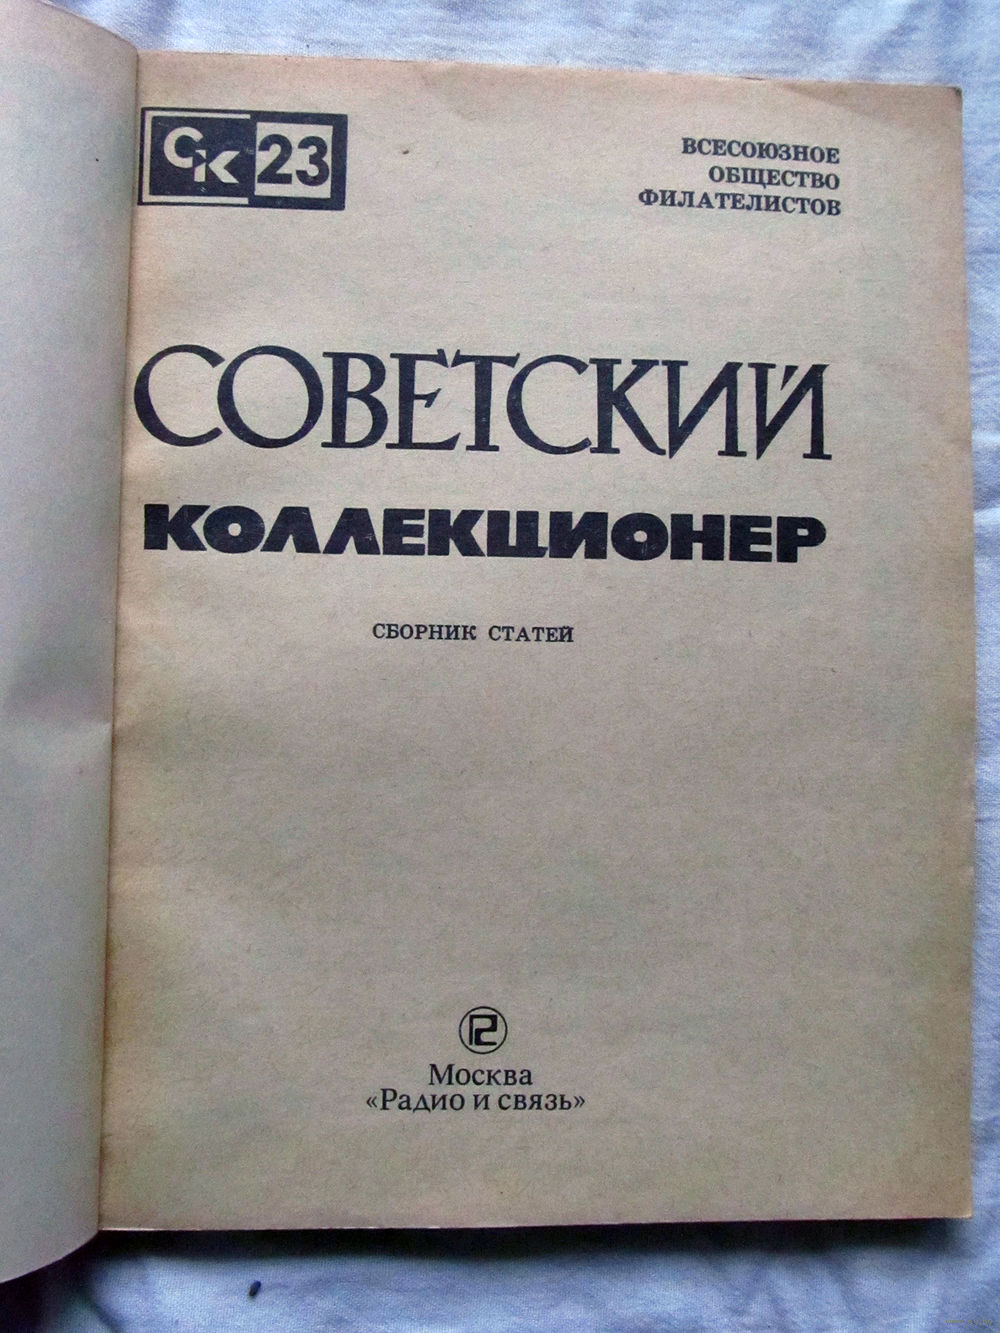 СК 23
ВСЕСОЮЗНОЕ
ОБЩЕСТВО
ФИЛАТЕЛИСТОВ
СОВЕТСКИЙ
КОЛЛЕКЦИОНЕР
СБОРНИК СТАТЕЙ
Москва
«Радио и связь»